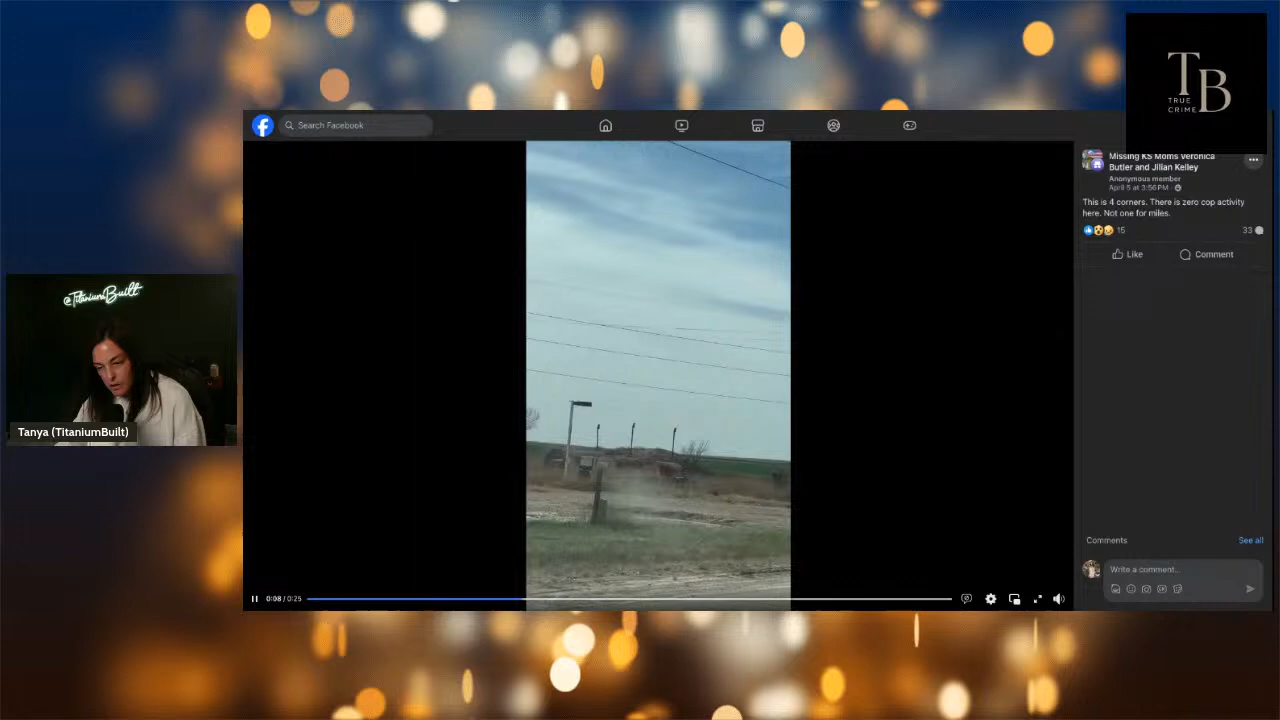 TB
TRUE
CRIME
Search Facebook
Missing KS Moms Veronica
Butler and Jilian Kelley
Anonymous member
April 5 at 3:56 PM
This is 4 corners. There is zero cop activity
here. Not one for miles.
15
33
Like
Comment
@TitaniumBuilt
Tanya (TitaniumBuilt)
Comments
See all
Write a comment...
0:08 / 0:25